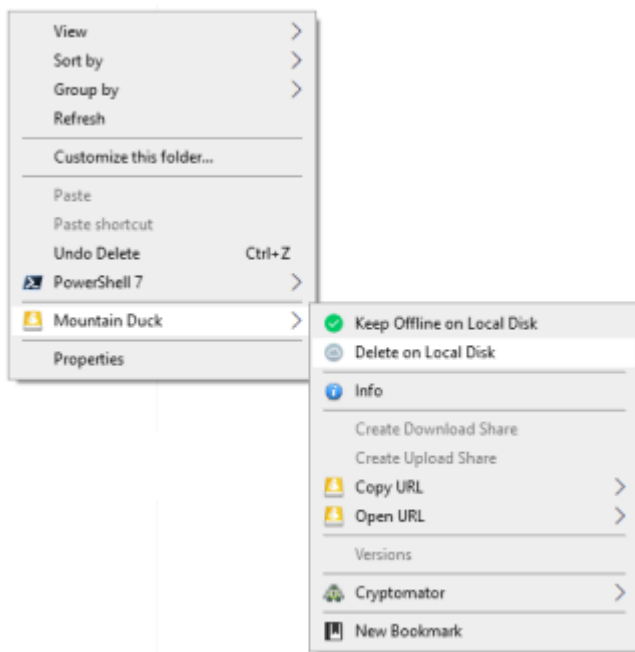 View
Sort by
Group by
Refresh
Customize this folder...
Paste
Paste shortcut
Undo Delete Ctrl+Z
PowerShell 7
Mountain Duck
Properties
Keep Offline on Local Disk
Delete on Local Disk
Info
Create Download Share
Create Upload Share
Copy URL
Open URL
Versions
Cryptomator
New Bookmark